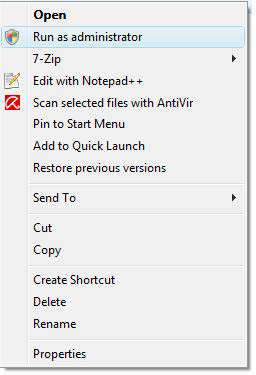 Open
Run as administrator
7-Zip
Edit with Notepad++
Scan selected files with AntiVir
Pin to Start Menu
Add to Quick Launch
Restore previous versions
Send To
Cut
Copy
Create Shortcut
Delete
Rename
Properties